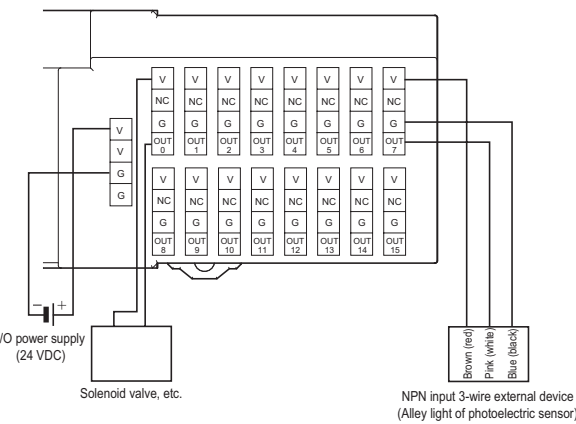 V V V V V V V V
NC NC NC NC NC NC NC NC
G G G G G G G G
OUT 0 OUT 1 OUT 2 OUT 3 OUT 4 OUT 5 OUT 6 OUT 7
V
V
G
G
V V V V V V V V
NC NC NC NC NC NC NC NC
G G G G G G G G
OUT 8 OUT 9 OUT 10 OUT 11 OUT 12 OUT 13 OUT 14 OUT 15
− +
/O power supply
(24 VDC)
Solenoid valve, etc.
Brown (red)
Pink (white)
Blue (black)
NPN input 3-wire external device
(Alley light of photoelectric sensor)